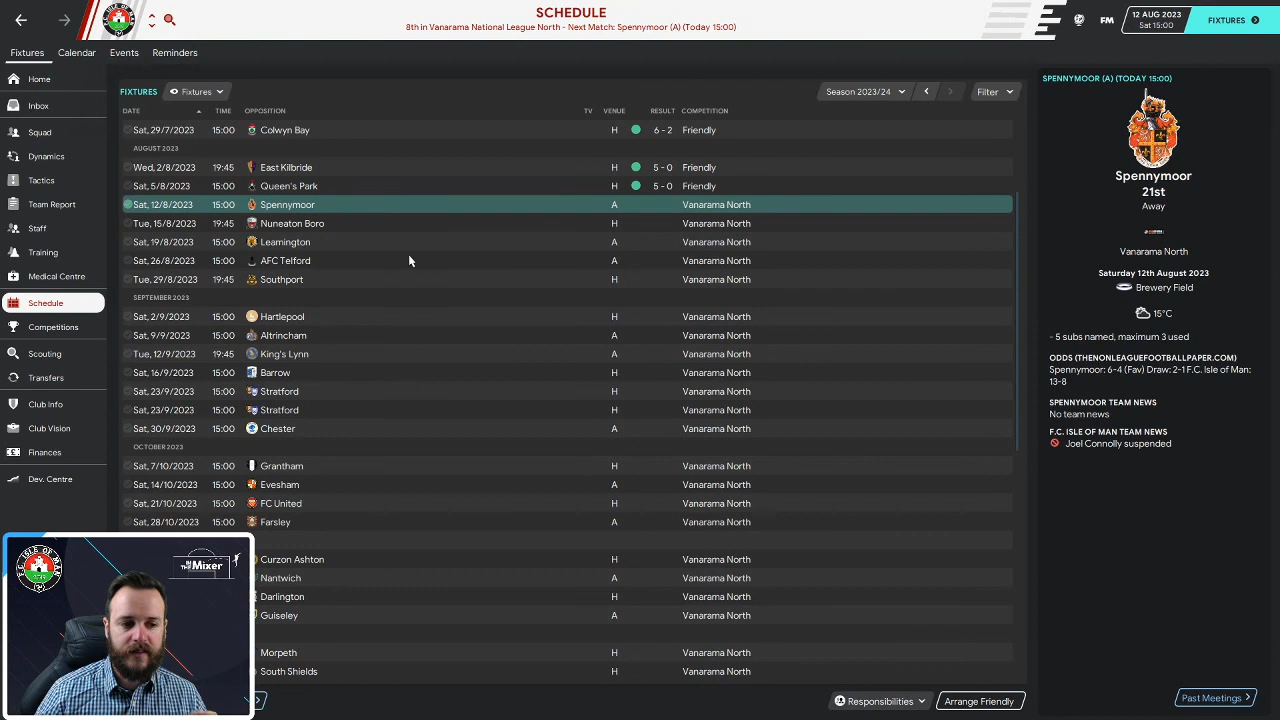 SCHEDULE
8th in Vanarama National League North - Next Match: Spennymoor (A) (Today 15:00)
FM
12 AUG 2023
Sat 15:00
FIXTURES
Fixtures Calendar Events Reminders
Home
Inbox
Squad
Dynamics
Tactics
Team Report
Staff
Training
Medical Centre
Schedule
Competitions
Scouting
Transfers
Club Info
Club Vision
Finances
Dev. Centre
FIXTURES Fixtures Season 2023/24 Filter
DATE TIME OPPOSITION TV VENUE RESULT COMPETITION
Sat, 29/7/2023 15:00 Colwyn Bay H 6 - 2 Friendly
AUGUST 2023
Wed, 2/8/2023 19:45 East Kilbride H 5 - 0 Friendly
Sat, 5/8/2023 15:00 Queen's Park H 5 - 0 Friendly
Sat, 12/8/2023 15:00 Spennymoor A Vanarama North
Tue, 15/8/2023 19:45 Nuneaton Boro H Vanarama North
Sat, 19/8/2023 15:00 Leamington A Vanarama North
Sat, 26/8/2023 15:00 AFC Telford A Vanarama North
Tue, 29/8/2023 19:45 Southport H Vanarama North
SEPTEMBER 2023
Sat, 2/9/2023 15:00 Hartlepool H Vanarama North
Sat, 9/9/2023 15:00 Altrincham A Vanarama North
Tue, 12/9/2023 19:45 King's Lynn A Vanarama North
Sat, 16/9/2023 15:00 Barrow H Vanarama North
Sat, 23/9/2023 15:00 Stratford H Vanarama North
Sat, 23/9/2023 15:00 Stratford H Vanarama North
Sat, 30/9/2023 15:00 Chester A Vanarama North
OCTOBER 2023
Sat, 7/10/2023 15:00 Grantham H Vanarama North
Sat, 14/10/2023 15:00 Evesham A Vanarama North
Sat, 21/10/2023 15:00 FC United H Vanarama North
Sat, 28/10/2023 15:00 Farsley A Vanarama North
Curzon Ashton H Vanarama North
Nantwich A Vanarama North
Darlington H Vanarama North
Guiseley A Vanarama North
Morpeth H Vanarama North
South Shields H Vanarama North
Responsibilities Arrange Friendly
SPENNYMOOR (A) (TODAY 15:00)
Spennymoor
21st
Away
Vanarama North
Saturday 12th August 2023
Brewery Field
15°C
- 5 subs named, maximum 3 used
ODDS (THENONLEAGUEFOOTBALLPAPER.COM)
Spennymoor: 6-4 (Fav) Draw: 2-1 F.C. Isle of Man:
13-8
SPENNYMOOR TEAM NEWS
No team news
F.C. ISLE OF MAN TEAM NEWS
Joel Connolly suspended
Past Meetings
Mixer